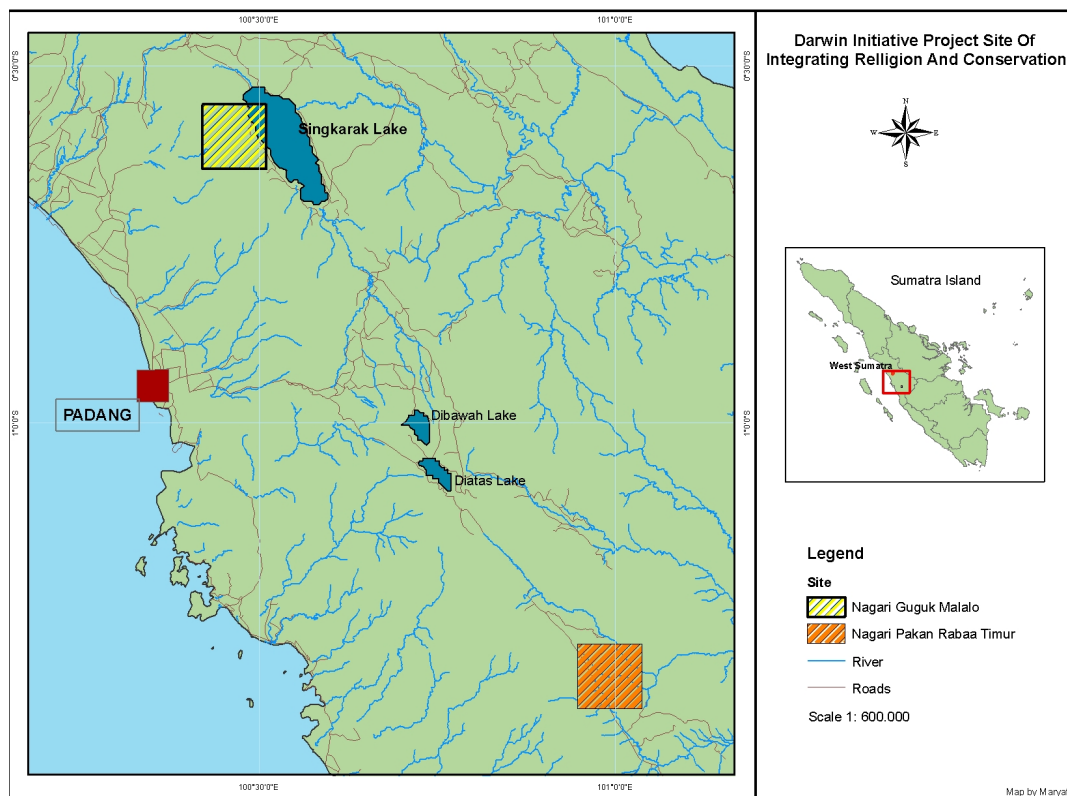 100°30'0"E
101°0'0"E
0°30'0"S
0°30'0"S
Singkarak Lake
PADANG
1°0'0"S
1°0'0"S
Dibawah Lake
Diatas Lake
100°30'0"E
101°0'0"E
Darwin Initiative Project Site Of
Integrating Relligion And Conservation
N
W
E
S
Sumatra Island
West Sumatra
Legend
Site
Nagari Guguk Malalo
Nagari Pakan Rabaa Timur
River
Roads
Scale 1: 600.000
Map by Maryat